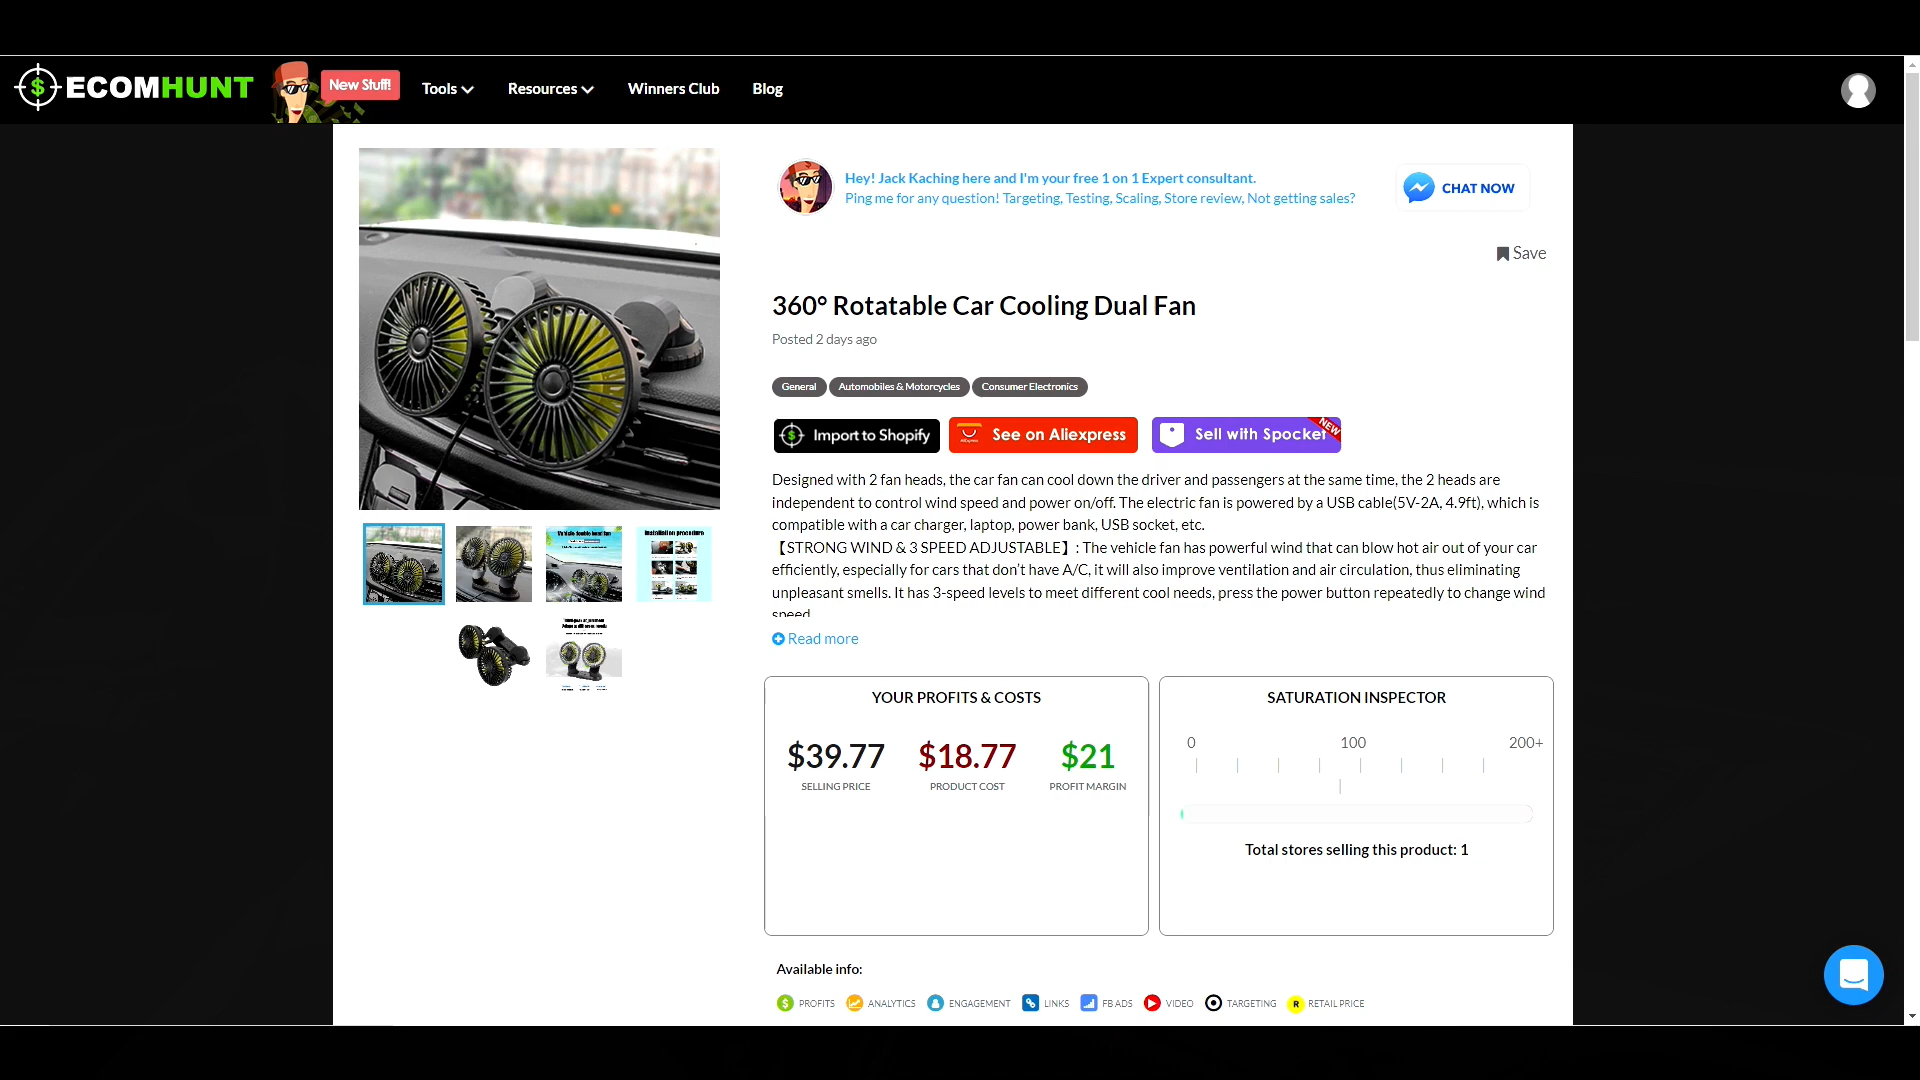 ECOMHUNT
New Stuff!
Tools
Resources
Winners Club
Blog
Hey! Jack Kaching here and I'm your free 1 on 1 Expert consultant.
Ping me for any question! Targeting, Testing, Scaling, Store review, Not getting sales?
CHAT NOW
Save
360° Rotatable Car Cooling Dual Fan
Posted 2 days ago
General
Automobiles & Motorcycles
Consumer Electronics
Import to Shopify
See on Aliexpress
Sell with Spocket
NEW
Designed with 2 fan heads, the car fan can cool down the driver and passengers at the same time, the 2 heads are
independent to control wind speed and power on/off. The electric fan is powered by a USB cable(5V-2A, 4.9ft), which is
compatible with a car charger, laptop, power bank, USB socket, etc.
【STRONG WIND & 3 SPEED ADJUSTABLE】: The vehicle fan has powerful wind that can blow hot air out of your car
efficiently, especially for cars that don't have A/C, it will also improve ventilation and air circulation, thus eliminating
unpleasant smells. It has 3-speed levels to meet different cool needs, press the power button repeatedly to change wind
speed
Read more
Vehicle double head fan
Installation procedure
YOUR PROFITS & COSTS
$39.77
$18.77
$21
SELLING PRICE
PRODUCT COST
PROFIT MARGIN
SATURATION INSPECTOR
0
100
200+
Total stores selling this product: 1
Available info:
$ PROFITS
ANALYTICS
ENGAGEMENT
LINKS
FB ADS
VIDEO
TARGETING
R RETAIL PRICE